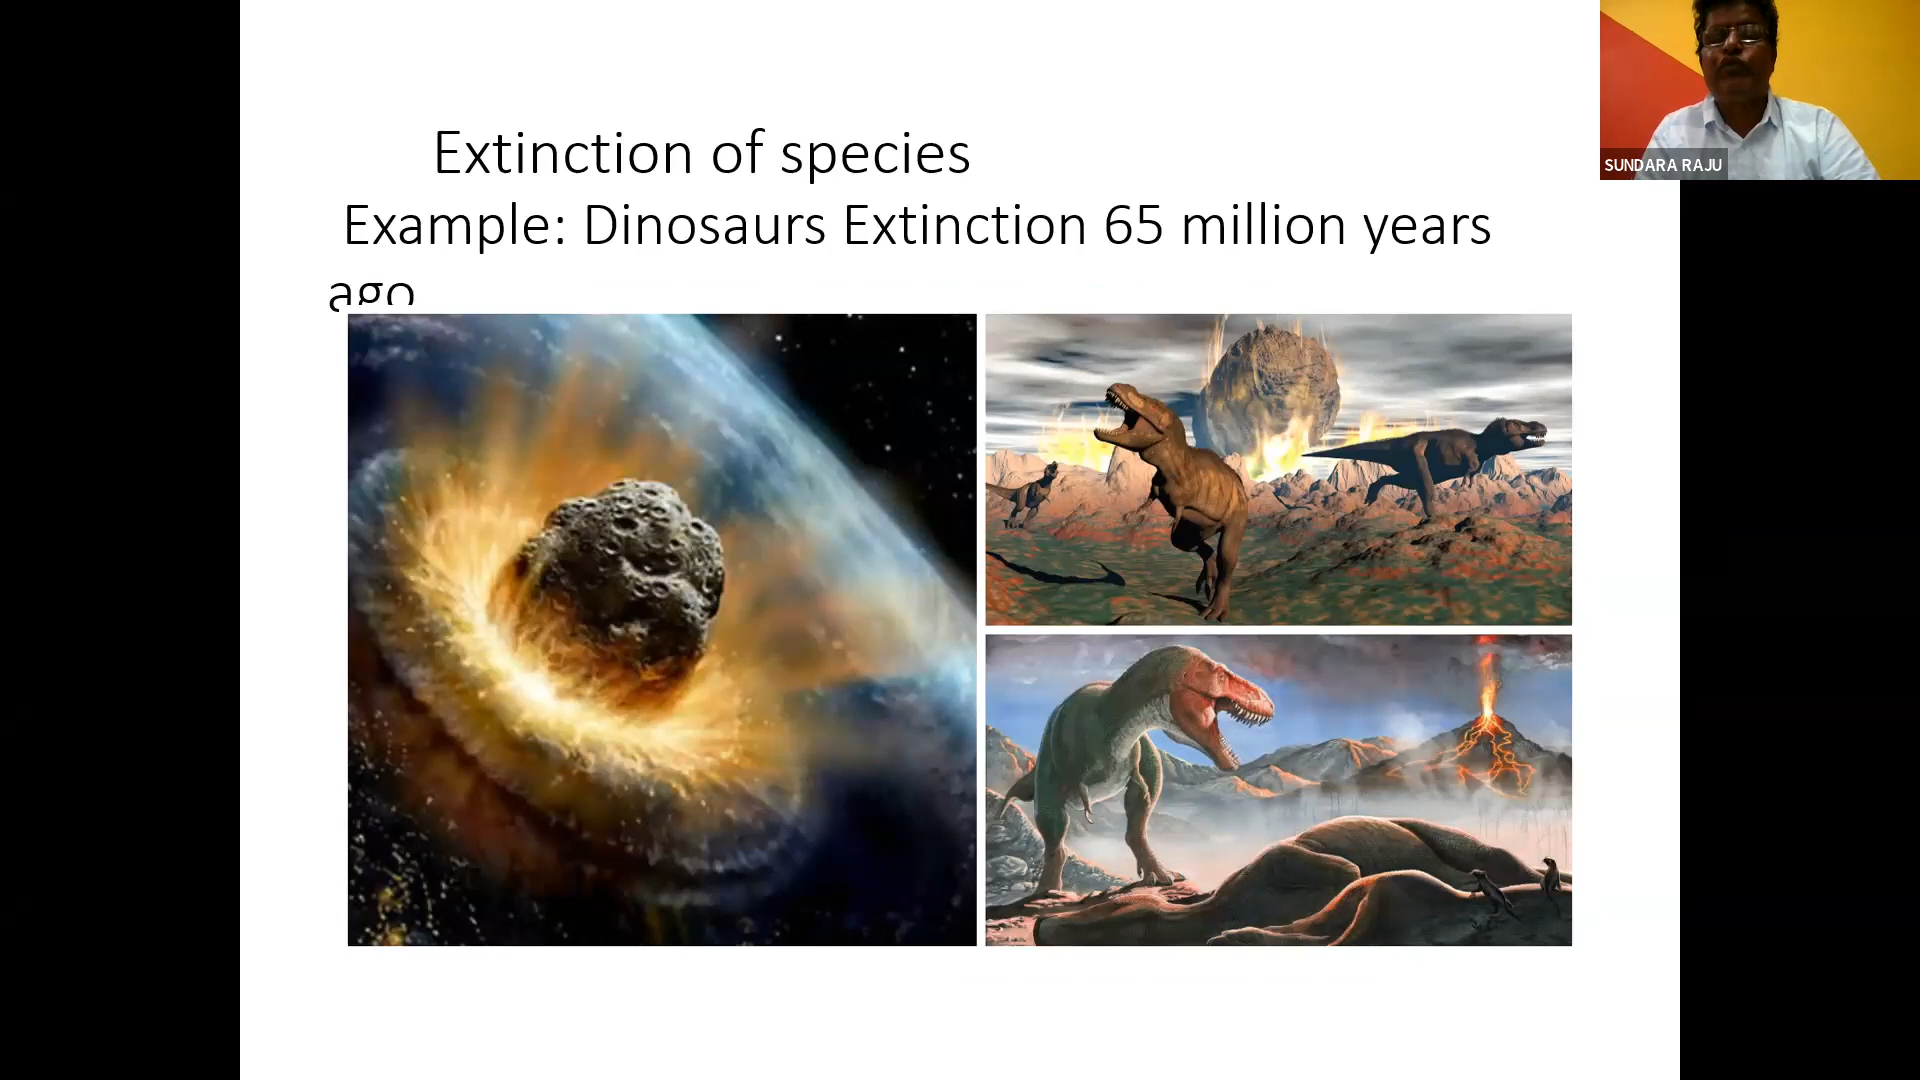 Extinction of species
Example: Dinosaurs Extinction 65 million years
ago
SUNDARA RAJU